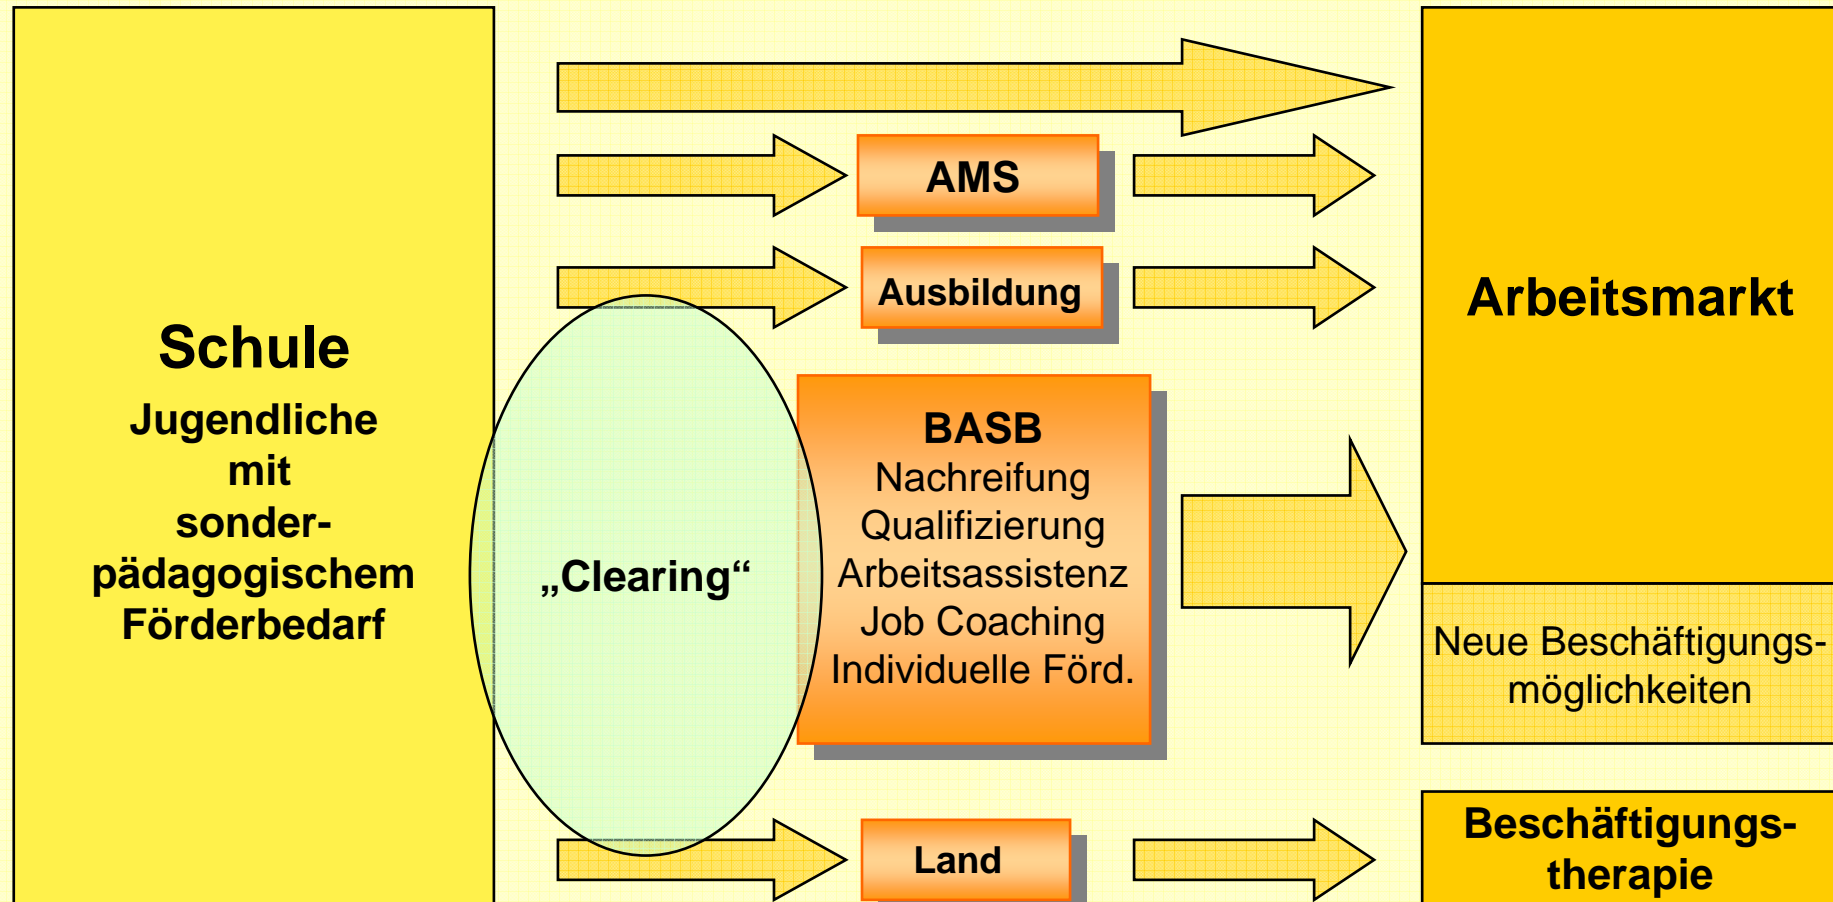 Schule
Jugendliche
mit
sonder-
pädagogischem
Förderbedarf
„Clearing“
AMS
Ausbildung
BASB
Nachreifung
Qualifizierung
Arbeitsassistenz
Job Coaching
Individuelle Förd.
Land
Arbeitsmarkt
Neue Beschäftigungs-
möglichkeiten
Beschäftigungs-
therapie